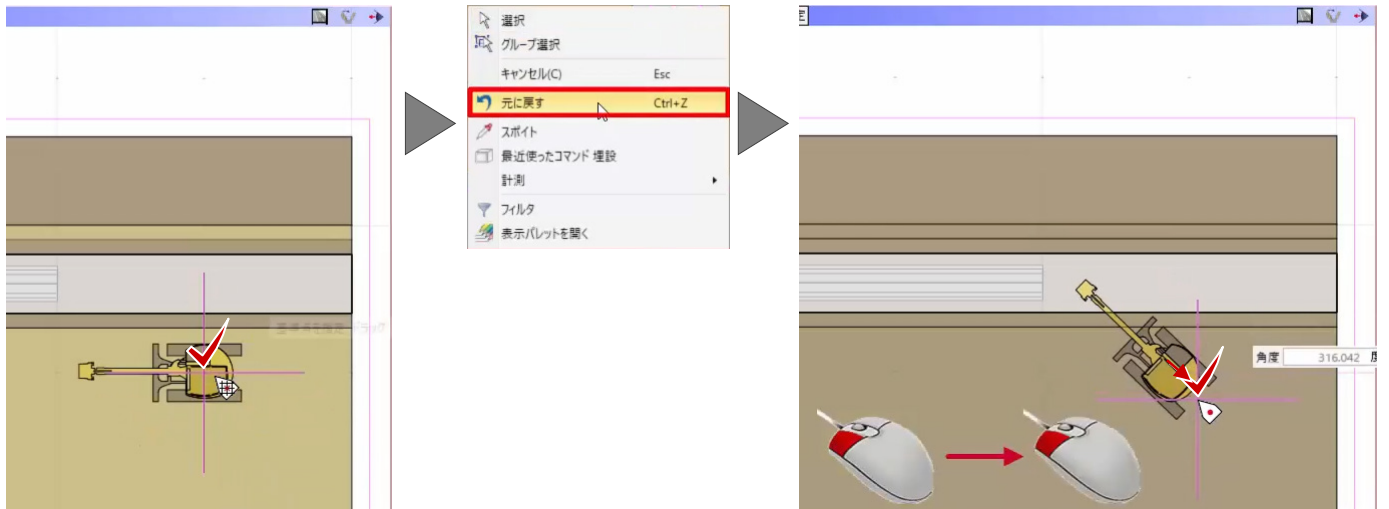 選択
グループ選択
キャンセル(C) Esc
元に戻す Ctrl+Z
スポイト
最近使ったコマンド 埋設
計測
フィルタ
表示パレットを開く
角度 316.042